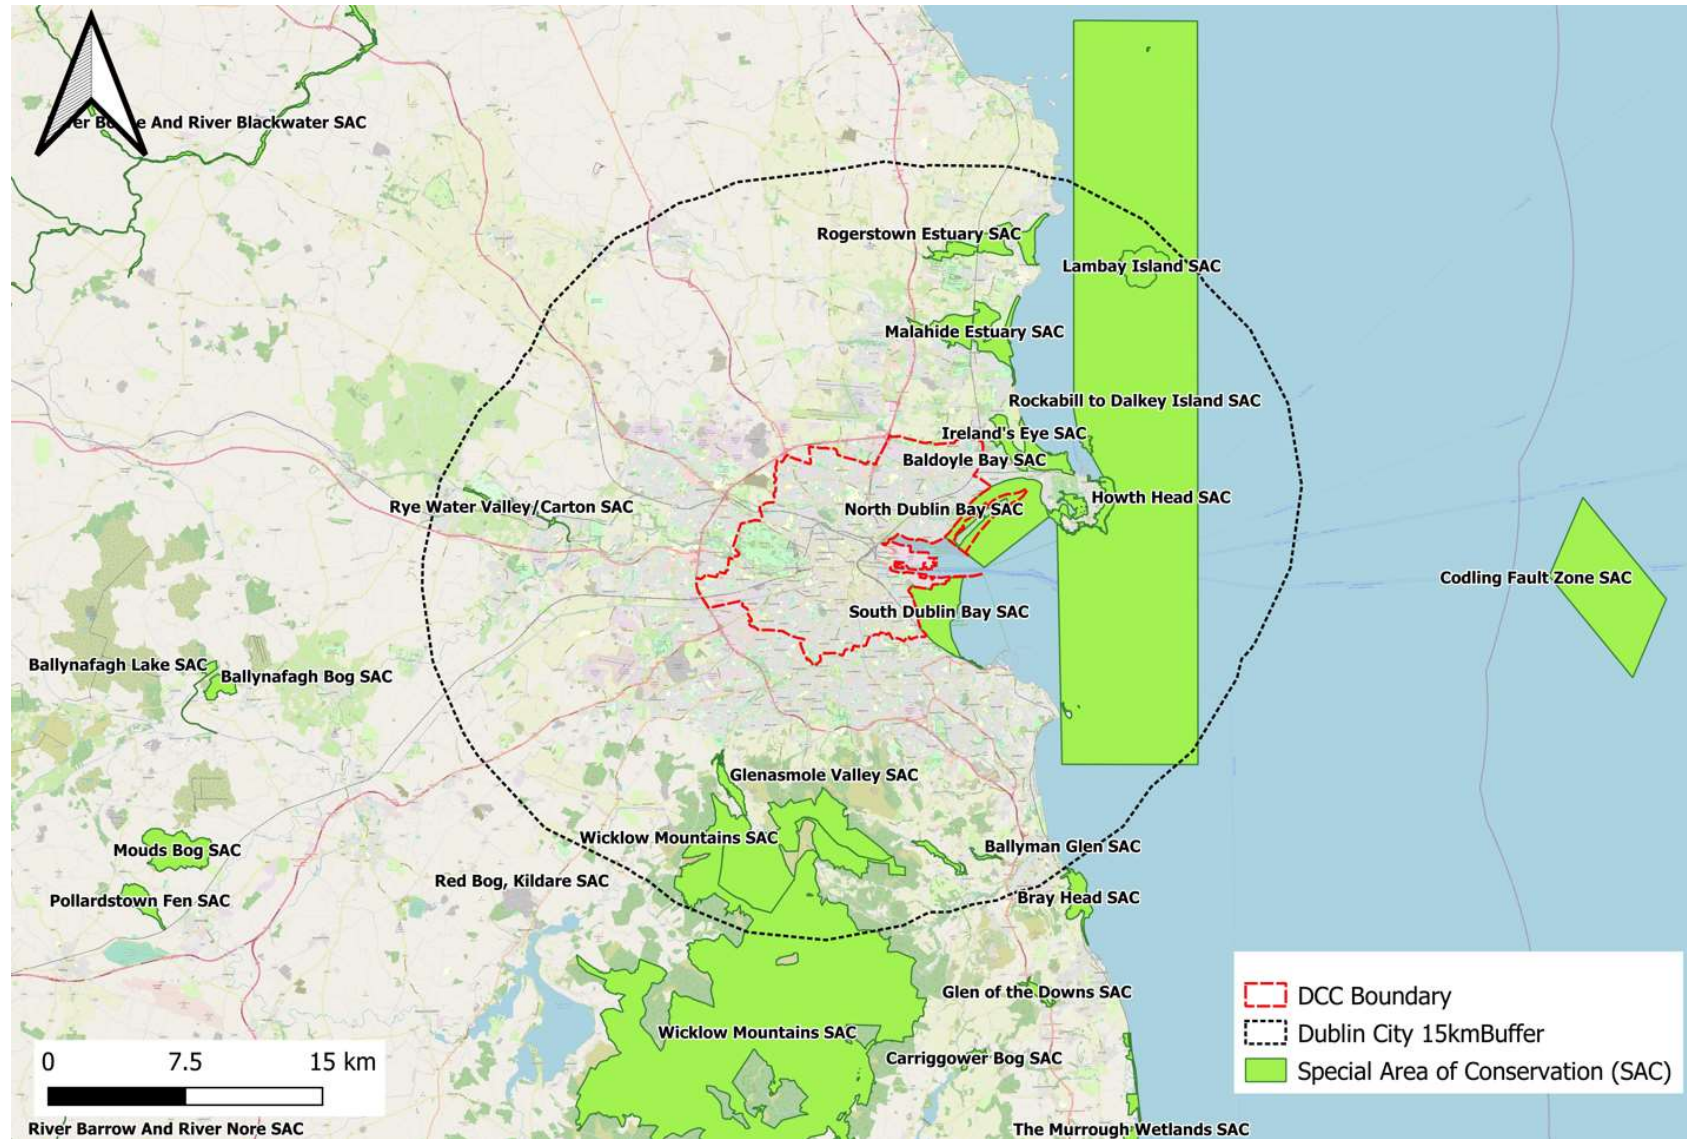 River Bo   e And River Blackwater SAC
Rogerstown Estuary SAC
Lambay Island SAC
Malahide Estuary SAC
Rockabill to Dalkey Island SAC
Ireland's Eye SAC
Baldoyle Bay SAC
Howth Head SAC
Rye Water Valley/Carton SAC
North Dublin Bay SAC
Codling Fault Zone SAC
South Dublin Bay SAC
Ballynafagh Lake SAC
Ballynafagh Bog SAC
Glenasmole Valley SAC
Wicklow Mountains SAC
Ballyman Glen SAC
Mouds Bog SAC
Red Bog, Kildare SAC
Pollardstown Fen SAC
Bray Head SAC
Glen of the Downs SAC
DCC Boundary
Wicklow Mountains SAC
Dublin City 15kmBuffer
Carriggower Bog SAC
0 7.5 15 km
Special Area of Conservation (SAC)
River Barrow And River Nore SAC
The Murrough Wetlands SAC